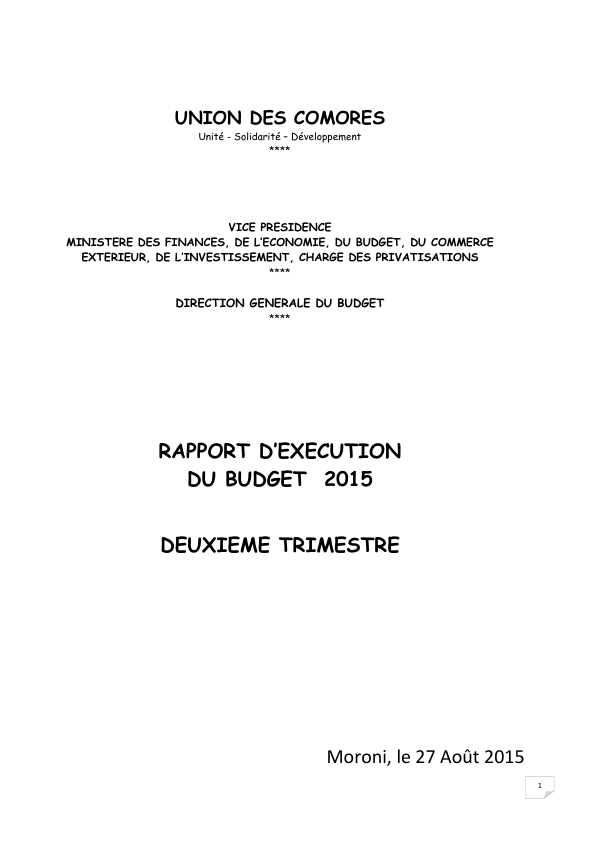 UNION DES COMORES
Unité - Solidarité – Développement
****
VICE PRESIDENCE
MINISTERE DES FINANCES, DE L'ECONOMIE, DU BUDGET, DU COMMERCE
EXTERIEUR, DE L'INVESTISSEMENT, CHARGE DES PRIVATISATIONS
****
DIRECTION GENERALE DU BUDGET
****
RAPPORT D'EXECUTION
DU BUDGET 2015
DEUXIEME TRIMESTRE
Moroni, le 27 Août 2015
1